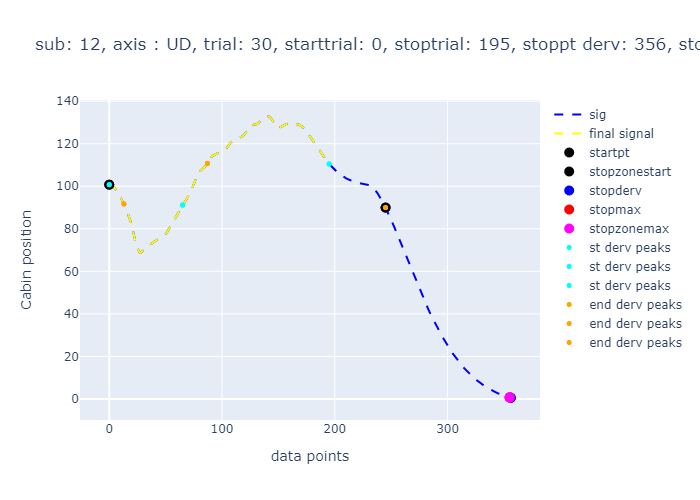 sub: 12, axis : UD, trial: 30, starttrial: 0, stoptrial: 195, stoppt derv: 356, sto
140
120
100
80
60
40
20
0
Cabin position
0 100 200 300
data points
sig
final signal
startpt
stopzonestart
stopderv
stopmax
stopzonemax
st derv peaks
st derv peaks
st derv peaks
end derv peaks
end derv peaks
end derv peaks